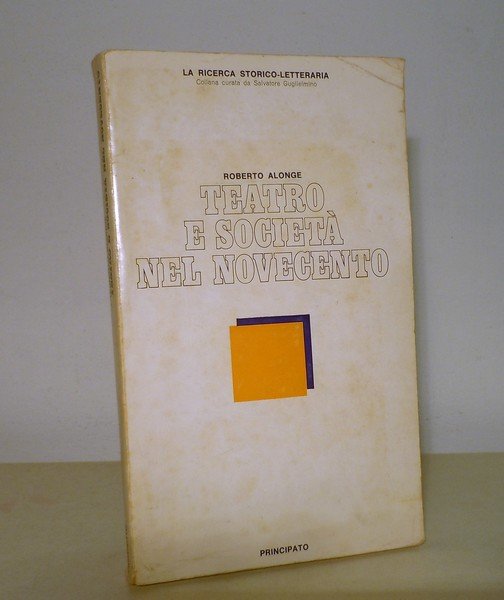 LA RICERCA STORICO-LETTERARIA
Collana curata da Salvatore Guglielmino
ROBERTO ALONGE
TEATRO
E SOCIETÀ
NEL NOVECENTO
PRINCIPATO